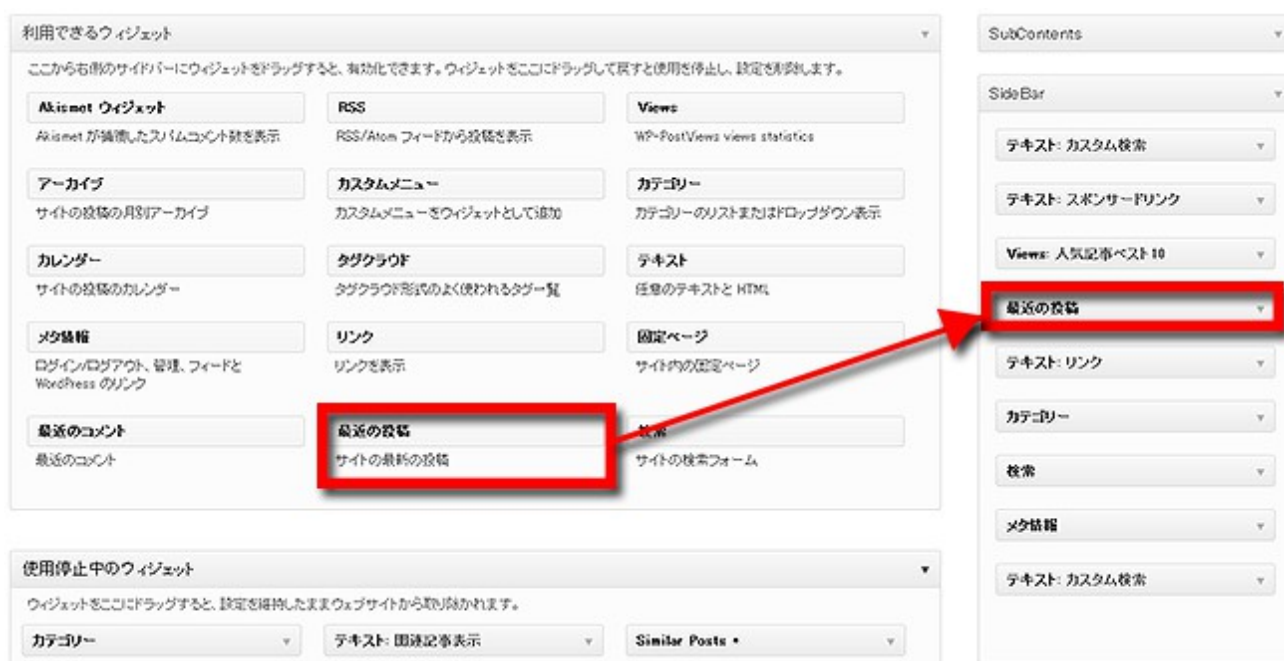 利用できるウィジェット
ここから右側のサイドバーにウィジェットをドラッグすると、有効化できます。ウィジェットをここにドラッグして戻すと使用を停止し、設定を削除します。
Akismet ウィジェット
RSS
Views
Akismet が捕獲したスパムコメント数を表示
RSS/Atom フィードから投稿を表示
WP-PostViews views statistics
アーカイブ
カスタムメニュー
カテゴリー
サイトの投稿の月別アーカイブ
カスタムメニューをウィジェットとして追加
カテゴリーのリストまたはドロップダウン表示
カレンダー
タグクラウド
テキスト
サイトの投稿のカレンダー
タグクラウド形式のよく使われるタグ一覧
任意のテキストと HTML
メタ情報
リンク
固定ページ
ログイン/ログアウト、管理、フィードと
WordPress のリンク
リンクを表示
サイト内の固定ページ
最近のコメント
最近の投稿
検索
最近のコメント
サイトの最新の投稿
サイトの検索フォーム
使用停止中のウィジェット
ウィジェットをここにドラッグすると、設定を維持したままウェブサイトから取り除かれます。
カテゴリー
テキスト: 関連記事表示
Similar Posts •
SubContents
SideBar
テキスト: カスタム検索
テキスト: スポンサードリンク
Views: 人気記事ベスト10
最近の投稿
テキスト: リンク
カテゴリー
検索
メタ情報
テキスト: カスタム検索